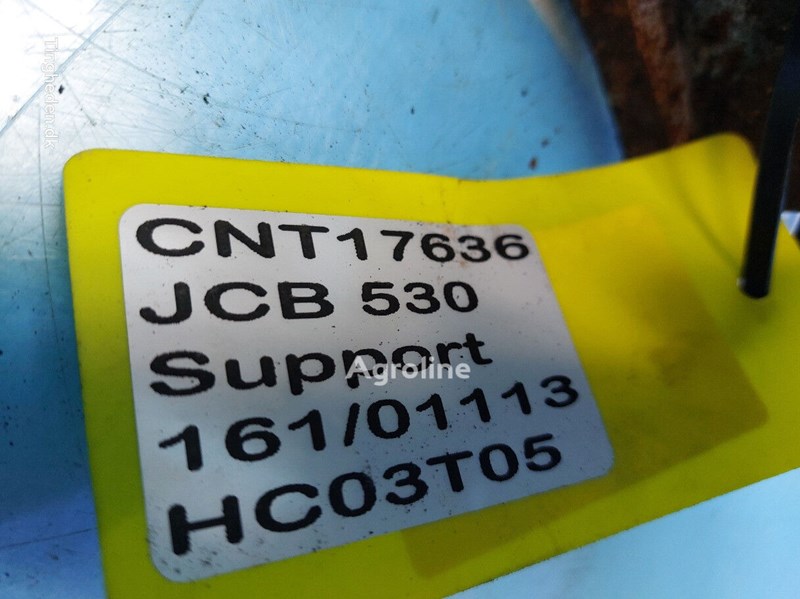 CNT17636
JCB 530
Support
161/01113
HC03T05
Agroline